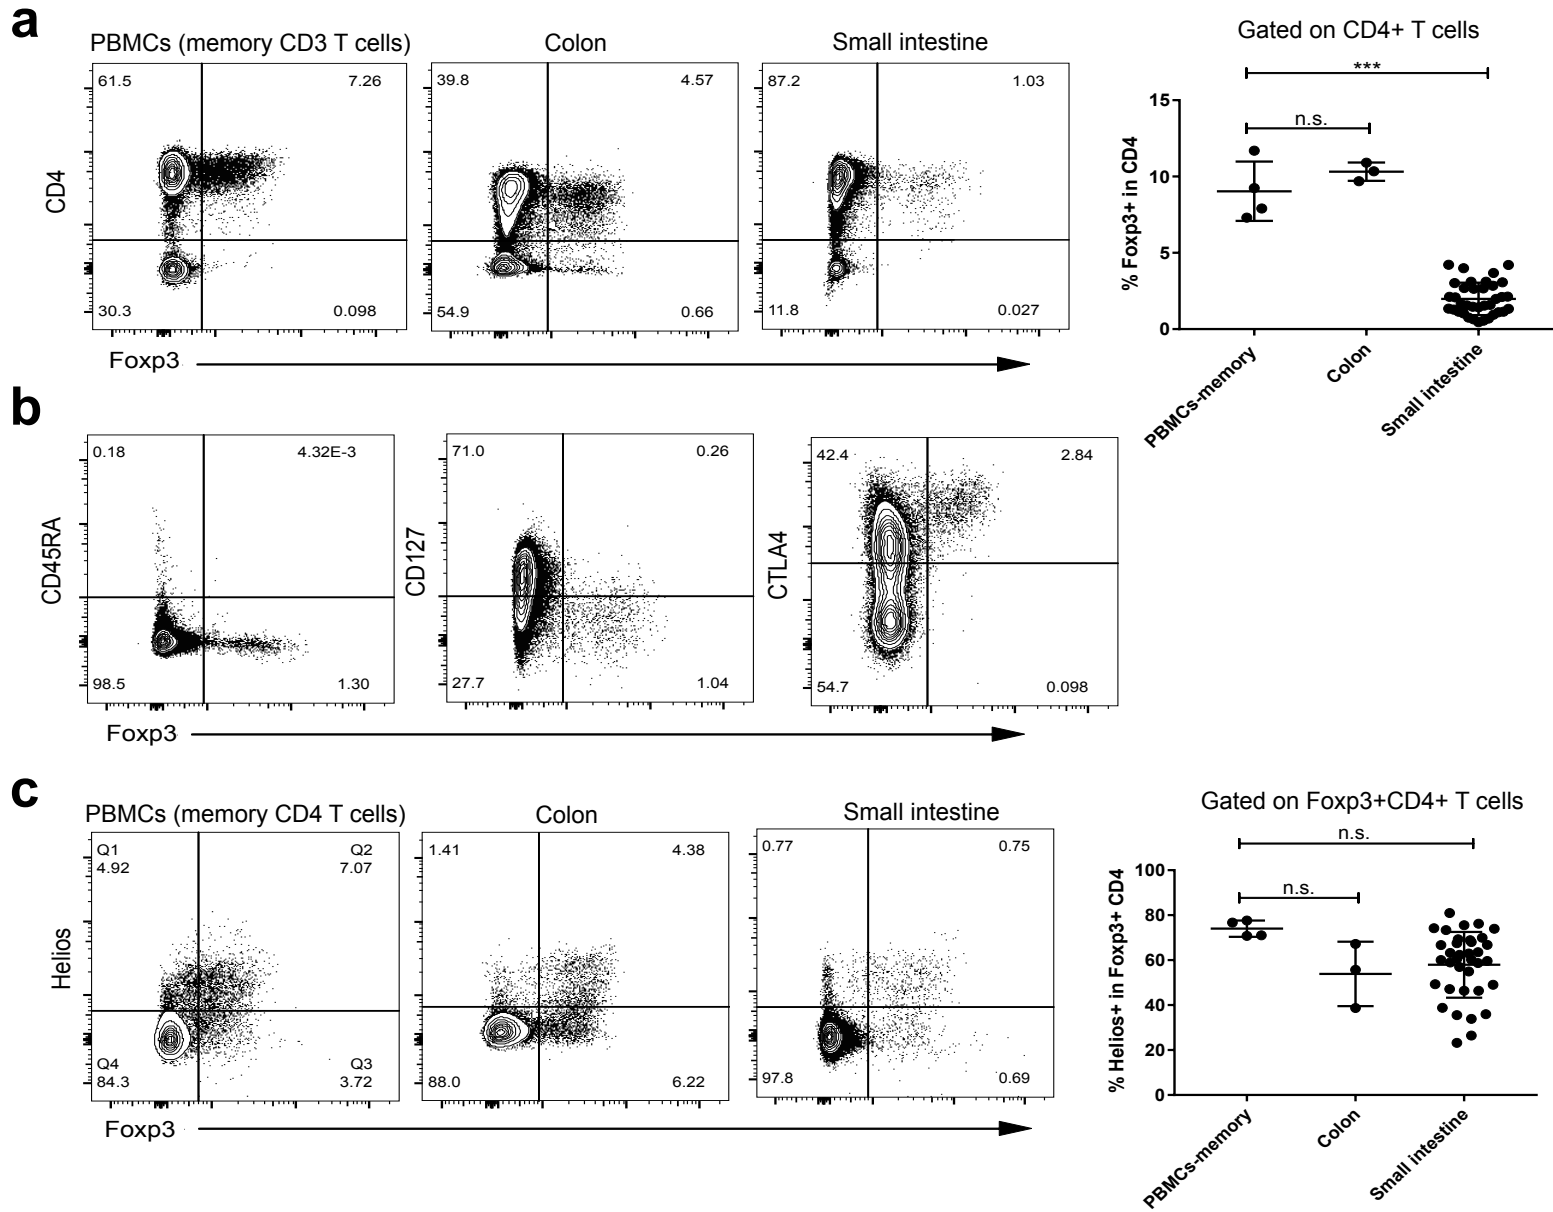 a
PBMCs (memory CD3 T cells)
Colon
Small intestine
Gated on CD4+ T cells
61.5
7.26
39.8
4.57
87.2
1.03
CD4
30.3
0.098
54.9
0.66
11.8
0.027
Foxp3
***
n.s.
% Foxp3+ in CD4
15
10
5
0
PBMCs-memory
Colon
Small intestine
b
0.18
4.32E-3
71.0
0.26
42.4
2.84
CD45RA
CD127
CTLA4
98.5
1.30
27.7
1.04
54.7
0.098
Foxp3
c
PBMCs (memory CD4 T cells)
Colon
Small intestine
Gated on Foxp3+CD4+ T cells
Q1
4.92
Q2
7.07
1.41
4.38
0.77
0.75
Helios
Q4
84.3
Q3
3.72
88.0
6.22
97.8
0.69
Foxp3
n.s.
n.s.
% Helios+ in Foxp3+ CD4
100
80
60
40
20
0
PBMCs-memory
Colon
Small intestine